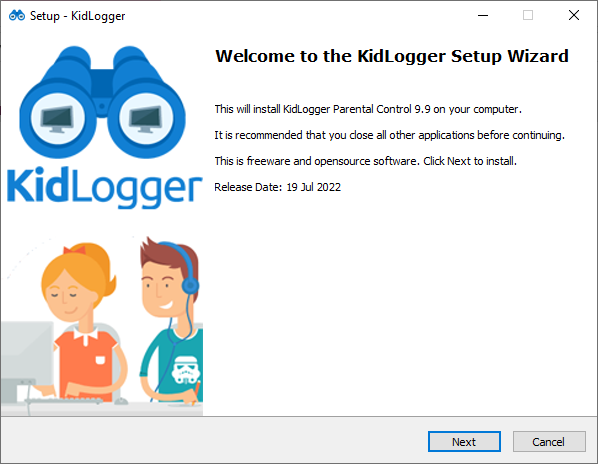 Setup - KidLogger
Welcome to the KidLogger Setup Wizard
This will install KidLogger Parental Control 9.9 on your computer.
It is recommended that you close all other applications before continuing.
This is freeware and opensource software. Click Next to install.
Release Date: 19 Jul 2022
KidLogger
Next
Cancel